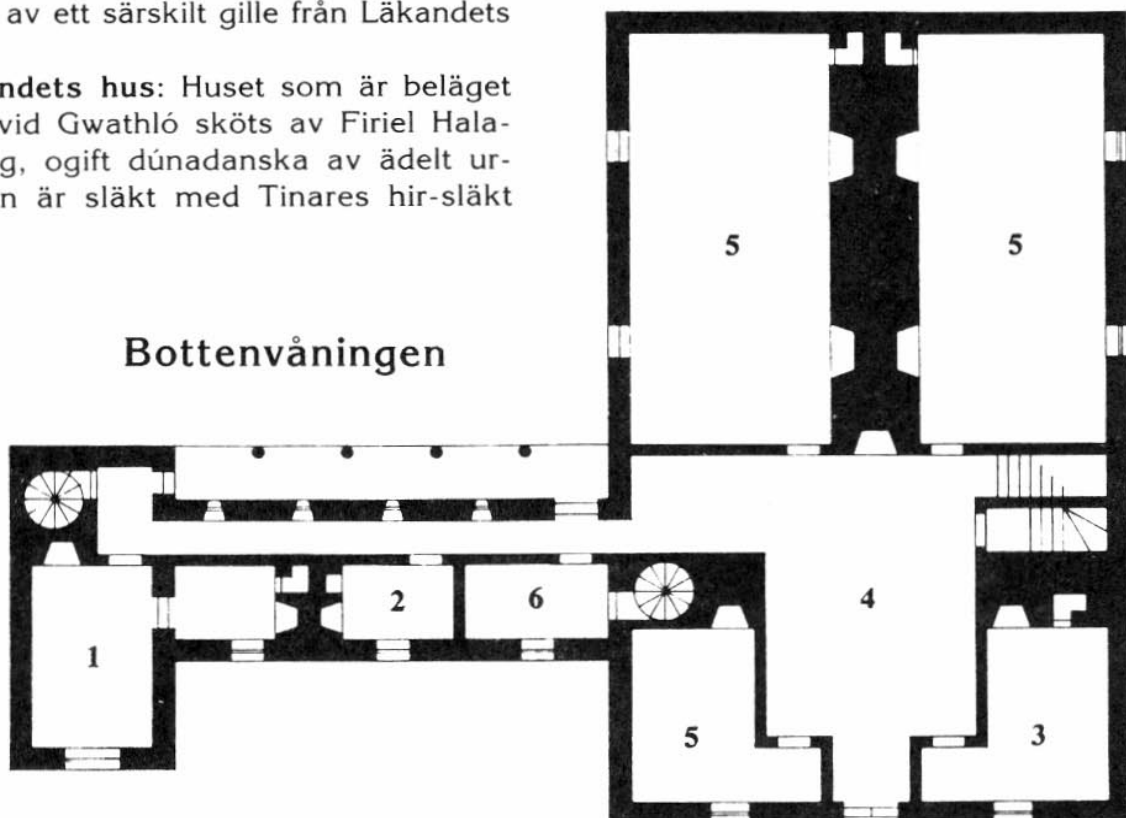 av ett särskilt gille från Läkandets
ndets hus: Huset som är beläget
vid Gwathló sköts av Firiel Hala-
g, ogift dúnadanska av ädelt ur-
n är släkt med Tinares hir-släkt
Bottenvåningen
5
5
2
6
4
1
5
3